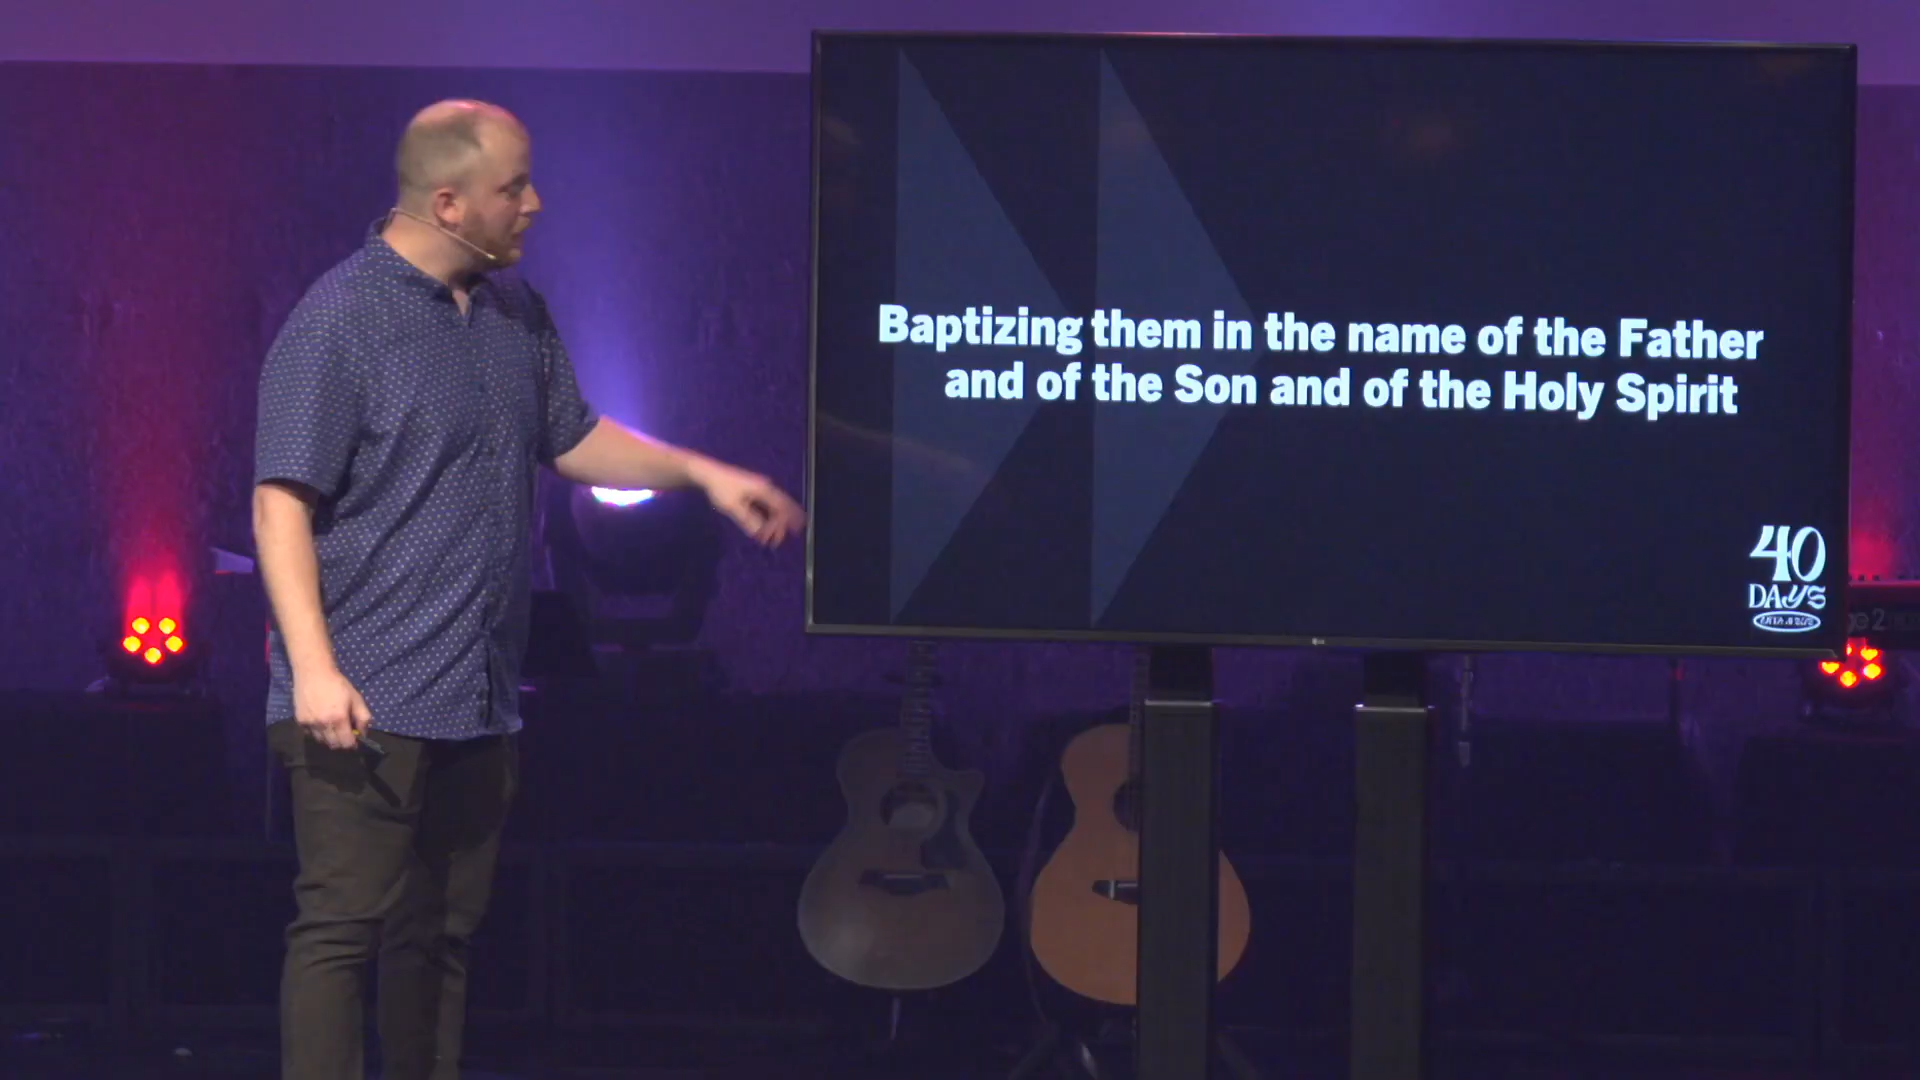 Baptizing them in the name of the Father
and of the Son and of the Holy Spirit
40
DAYS